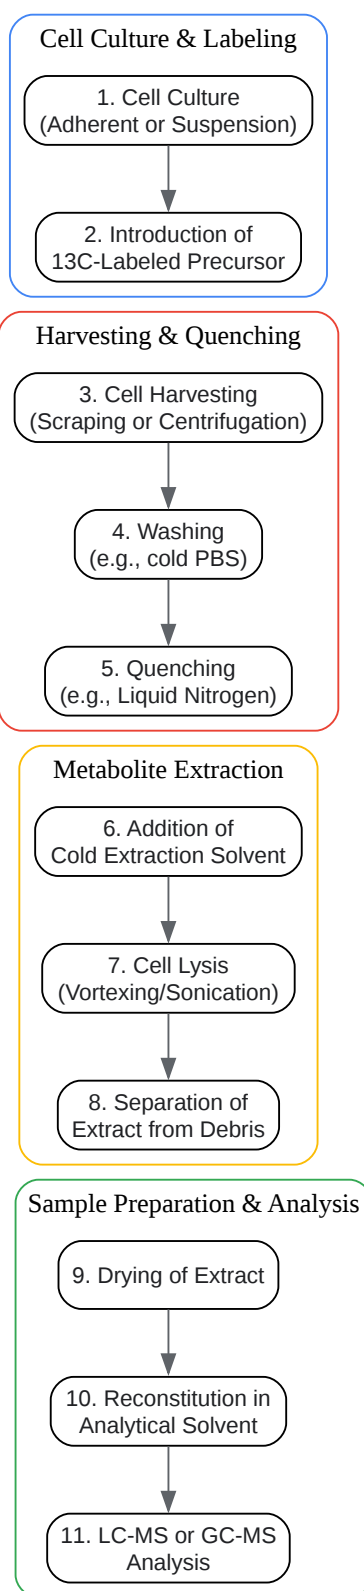 Cell Culture & Labeling
1. Cell Culture
(Adherent or Suspension)
2. Introduction of
13C-Labeled Precursor
Harvesting & Quenching
3. Cell Harvesting
(Scraping or Centrifugation)
4. Washing
(e.g., cold PBS)
5. Quenching
(e.g., Liquid Nitrogen)
Metabolite Extraction
6. Addition of
Cold Extraction Solvent
7. Cell Lysis
(Vortexing/Sonication)
8. Separation of
Extract from Debris
Sample Preparation & Analysis
9. Drying of Extract
10. Reconstitution in
Analytical Solvent
11. LC-MS or GC-MS
Analysis